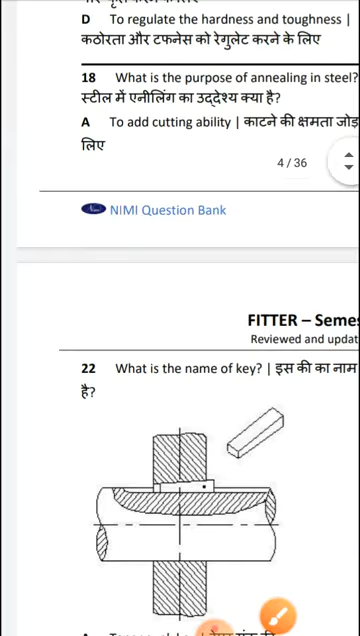 D To regulate the hardness and toughness |
कठोरता और टफनेस को रेगुलेट करने के लिए
18 What is the purpose of annealing in steel?
स्टील में एनीलिंग का उद्देश्य क्या है?
A To add cutting ability | काटने की क्षमता जोड़
लिए
4 / 36
NIMI Question Bank
FITTER – Semes
Reviewed and updat
22 What is the name of key? | इस की का नाम
है?